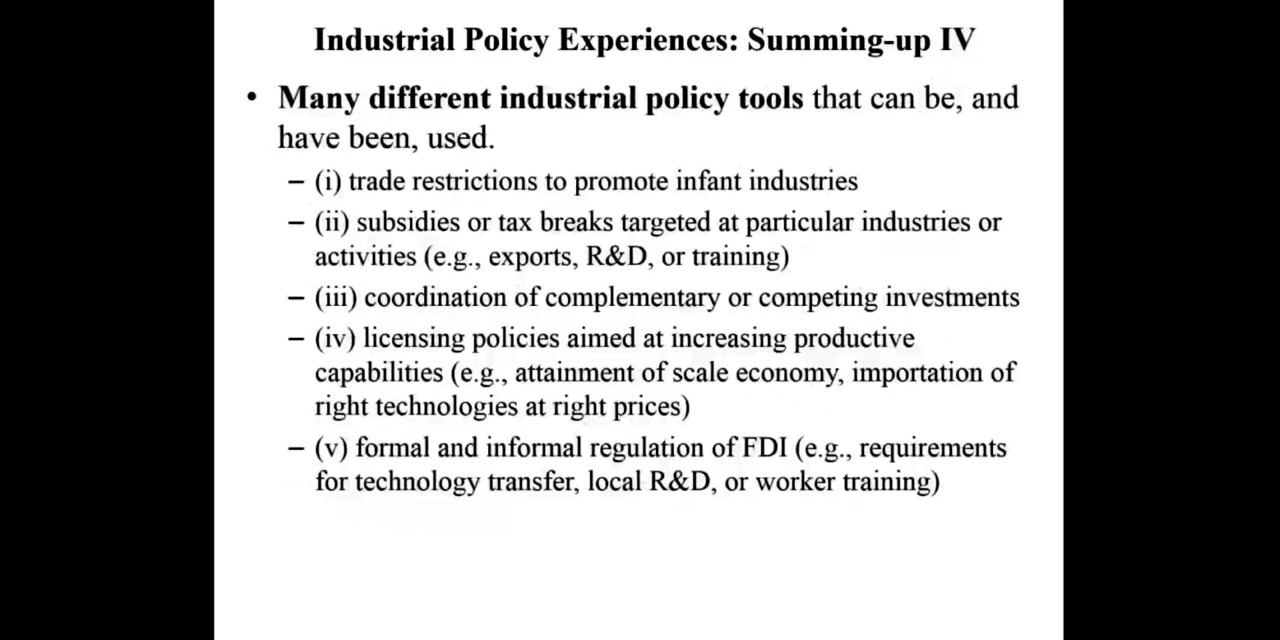 Industrial Policy Experiences: Summing-up IV
• Many different industrial policy tools that can be, and
have been, used.
– (i) trade restrictions to promote infant industries
– (ii) subsidies or tax breaks targeted at particular industries or
activities (e.g., exports, R&D, or training)
– (iii) coordination of complementary or competing investments
– (iv) licensing policies aimed at increasing productive
capabilities (e.g., attainment of scale economy, importation of
right technologies at right prices)
– (v) formal and informal regulation of FDI (e.g., requirements
for technology transfer, local R&D, or worker training)